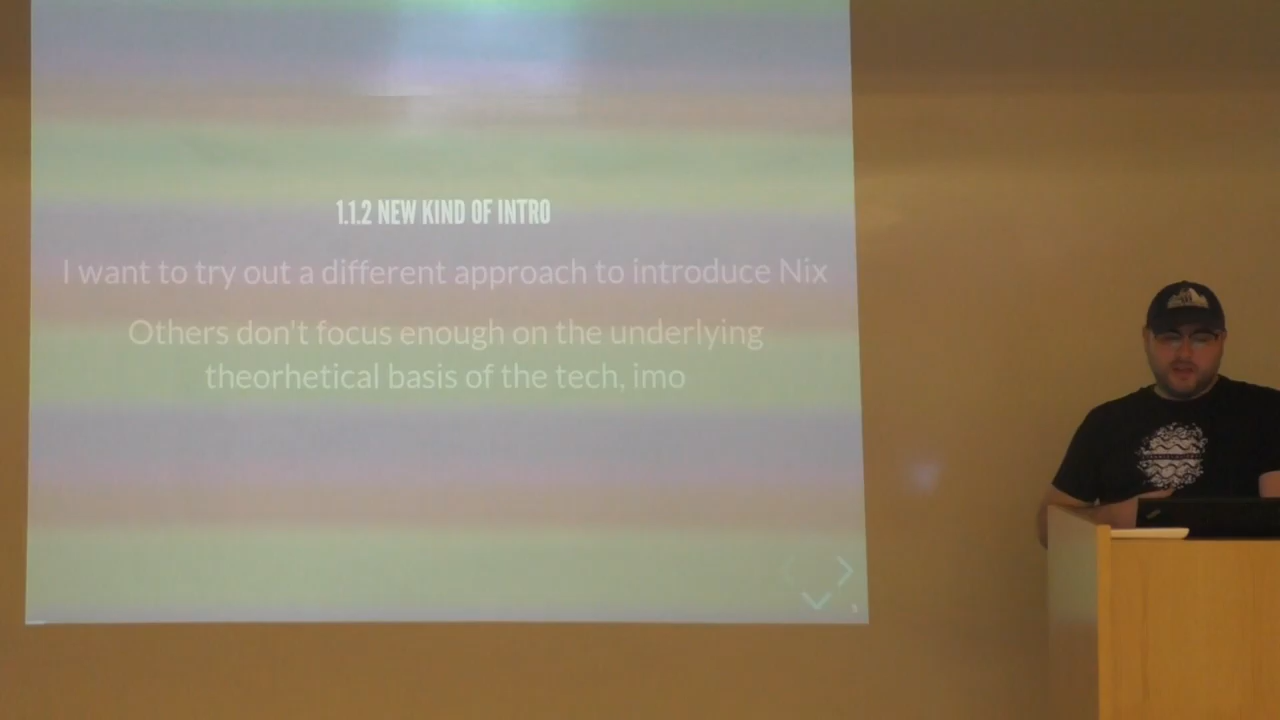 1.1.2 NEW KIND OF INTRO
I want to try out a different approach to introduce Nix
Others don't focus enough on the underlying
theorhetical basis of the tech, imo